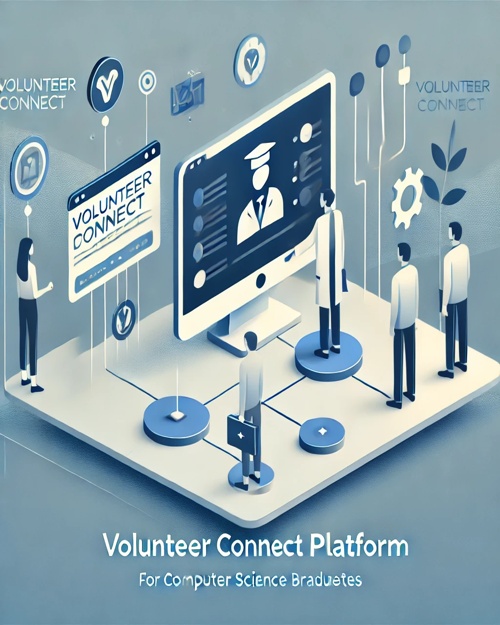 VOLUNTEER
CONNECT
VOLUNTEER
CONNECT
VOLUNTEER
CONNECT
Volunteer Connect Platform
For Computer Science Braduetes